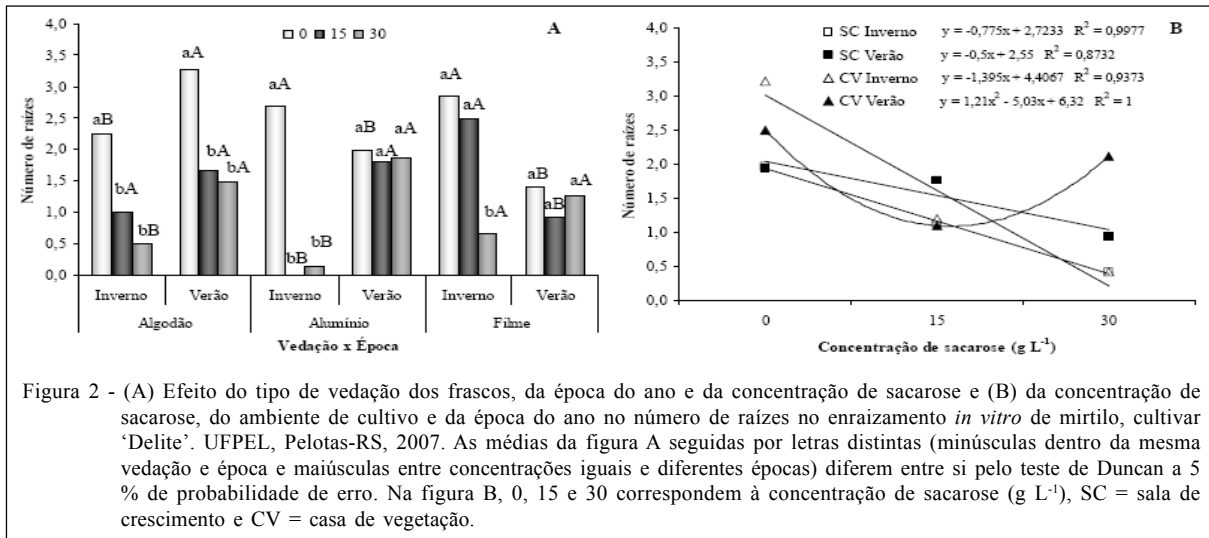 A
0 15 30
4,0
3,5
3,0
2,5
2,0
1,5
1,0
0,5
0,0
Número de raízes
aB
bA
bB
aA
bA
bA
aA
bB
bB
aB
aA
aA
aA
aA
bA
aB
aB
aA
Inverno
Verão
Inverno
Verão
Inverno
Verão
Algodão
Alumínio
Filme
Vedação x Época
B
SC Inverno y = -0,775x + 2,7233 R² = 0,9977
SC Verão y = -0,5x + 2,55 R² = 0,8732
CV Inverno y = -1,395x + 4,4067 R² = 0,9373
CV Verão y = 1,21x² - 5,03x + 6,32 R² = 1
4,0
3,5
3,0
2,5
2,0
1,5
1,0
0,5
0,0
Número de raízes
0
15
30
Concentração de sacarose (g L⁻¹)
Figura 2 - (A) Efeito do tipo de vedação dos frascos, da época do ano e da concentração de sacarose e (B) da concentração de
sacarose, do ambiente de cultivo e da época do ano no número de raízes no enraizamento in vitro de mirtilo, cultivar
‘Delite’. UFPEL, Pelotas-RS, 2007. As médias da figura A seguidas por letras distintas (minúsculas dentro da mesma
vedação e época e maiúsculas entre concentrações iguais e diferentes épocas) diferem entre si pelo teste de Duncan a 5
% de probabilidade de erro. Na figura B, 0, 15 e 30 correspondem à concentração de sacarose (g L⁻¹), SC = sala de
crescimento e CV = casa de vegetação.